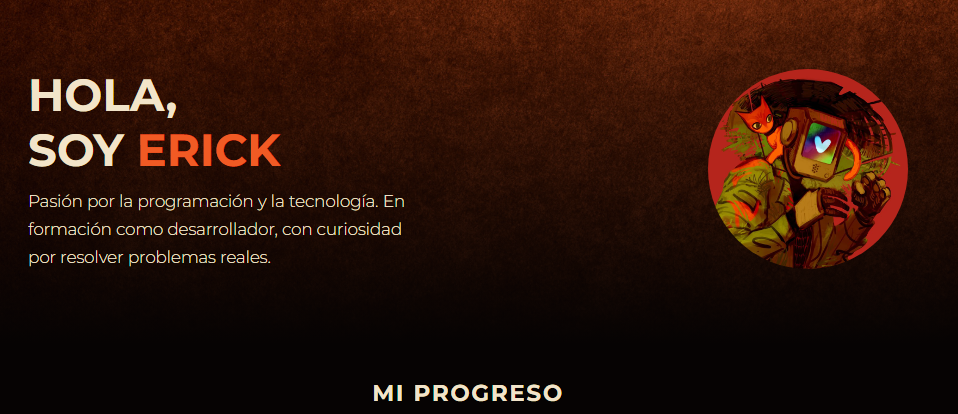 HOLA,
SOY ERICK
Pasión por la programación y la tecnología. En
formación como desarrollador, con curiosidad
por resolver problemas reales.
MI PROGRESO